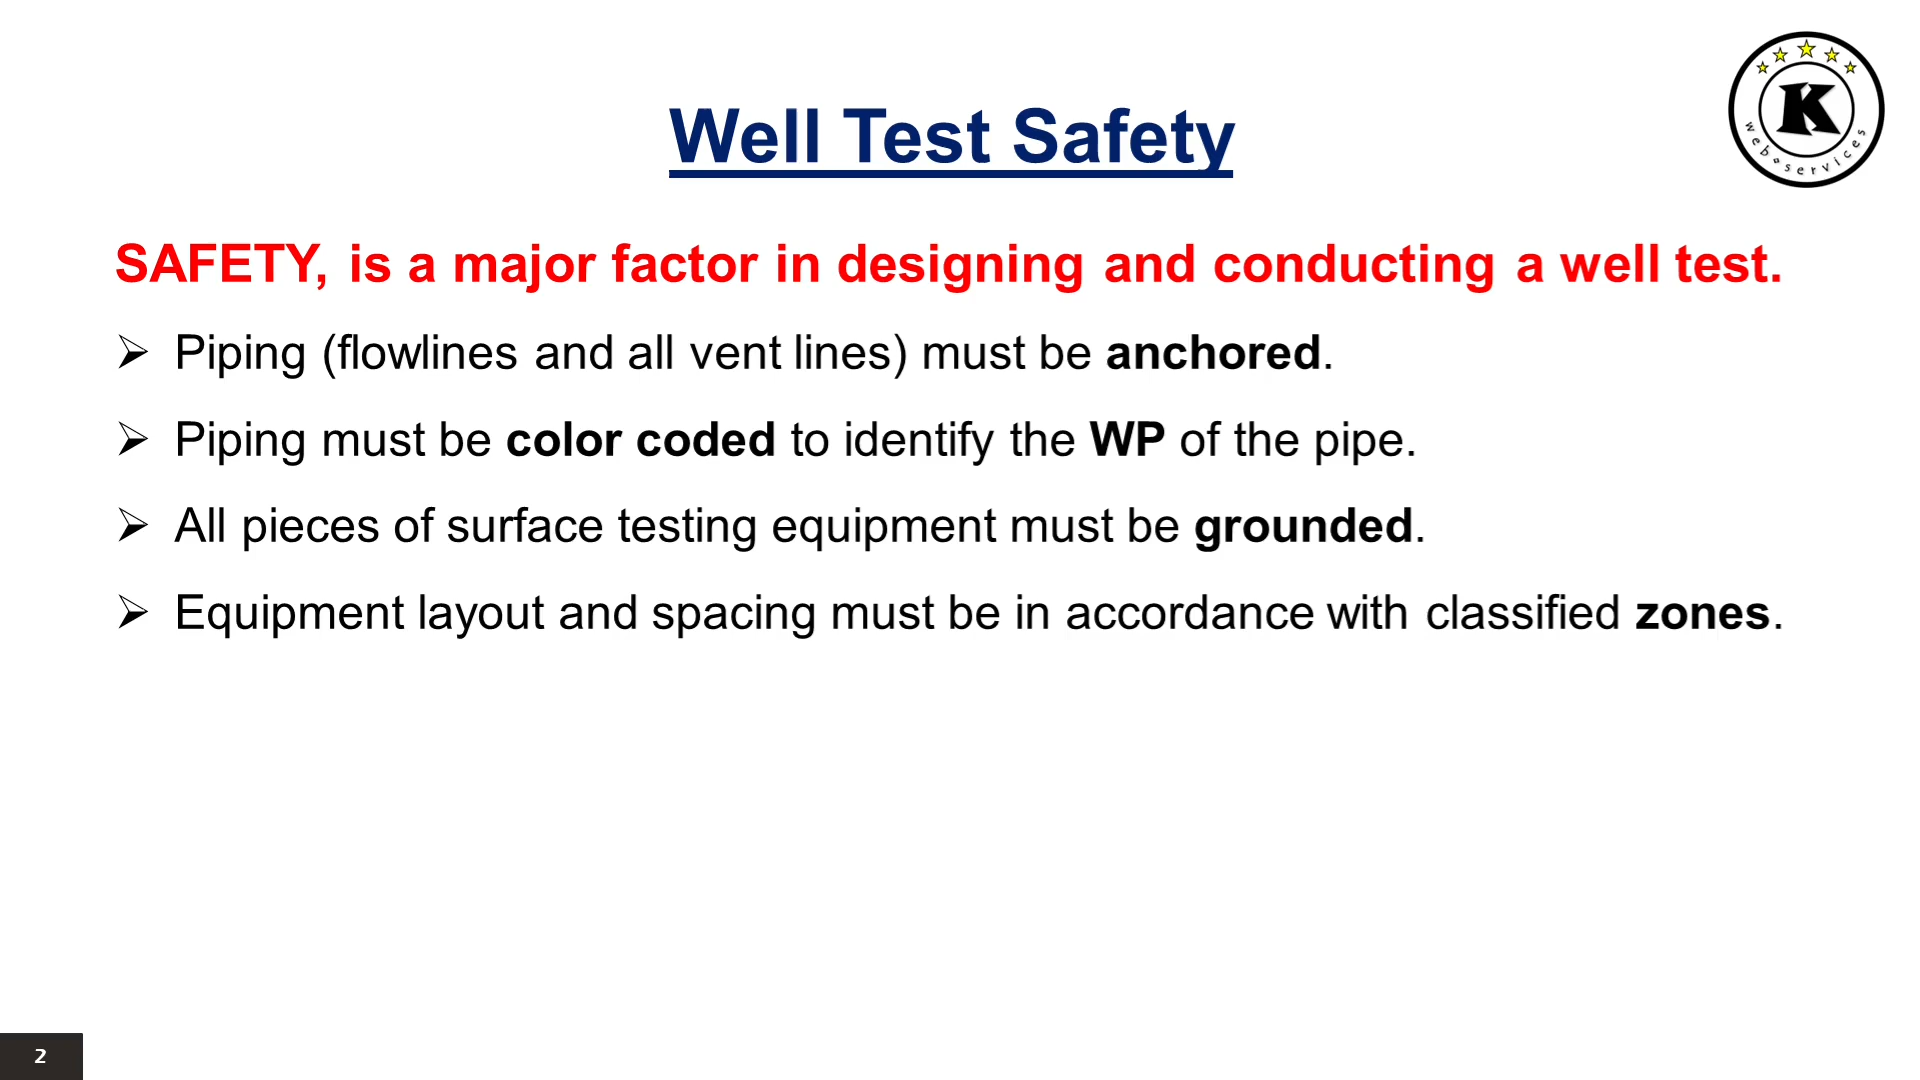 Well Test Safety
K
web services
SAFETY, is a major factor in designing and conducting a well test.
Piping (flowlines and all vent lines) must be anchored.
Piping must be color coded to identify the WP of the pipe.
All pieces of surface testing equipment must be grounded.
Equipment layout and spacing must be in accordance with classified zones.
2